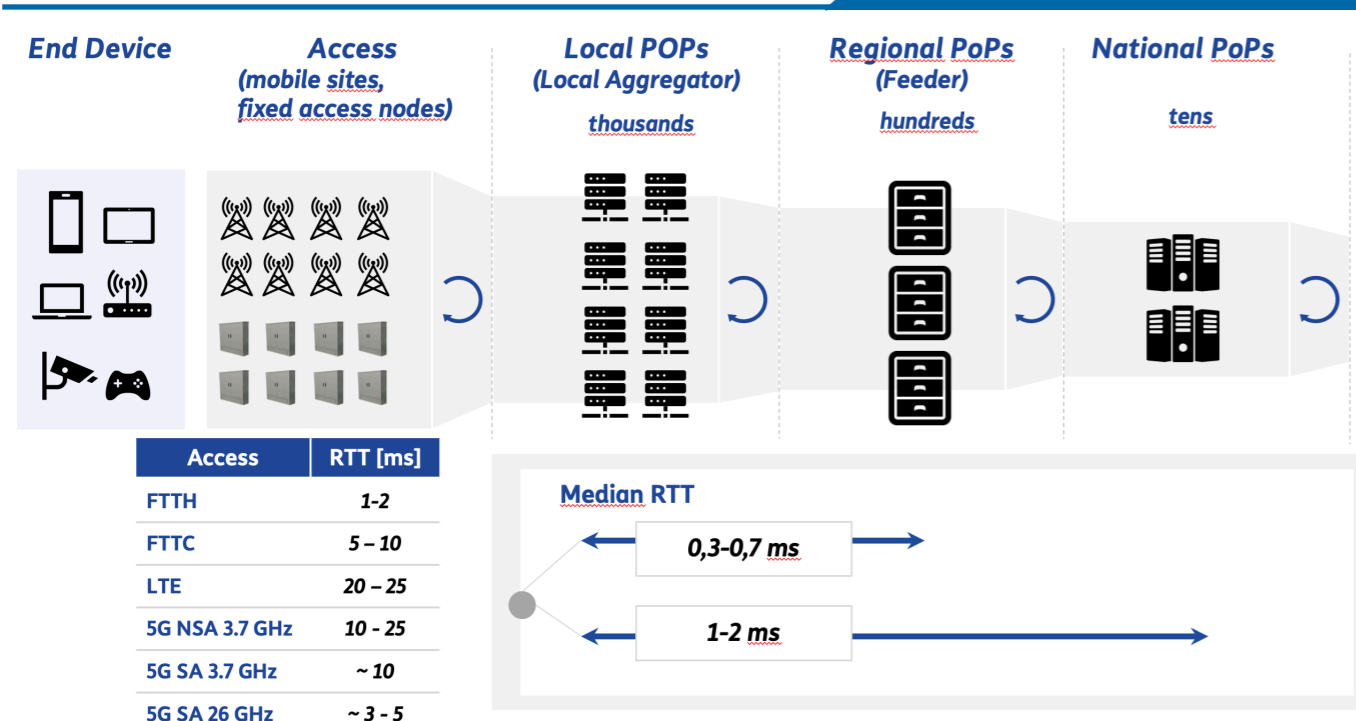 End Device
Access
(mobile sites,
fixed access nodes)
Local POPs
(Local Aggregator)
thousands
Regional PoPs
(Feeder)
hundreds
National PoPs
tens
Access RTT [ms]
FTTH 1-2
FTTC 5 – 10
LTE 20 – 25
5G NSA 3.7 GHz 10 - 25
5G SA 3.7 GHz ~ 10
5G SA 26 GHz ~ 3 - 5
Median RTT
0,3-0,7 ms
1-2 ms